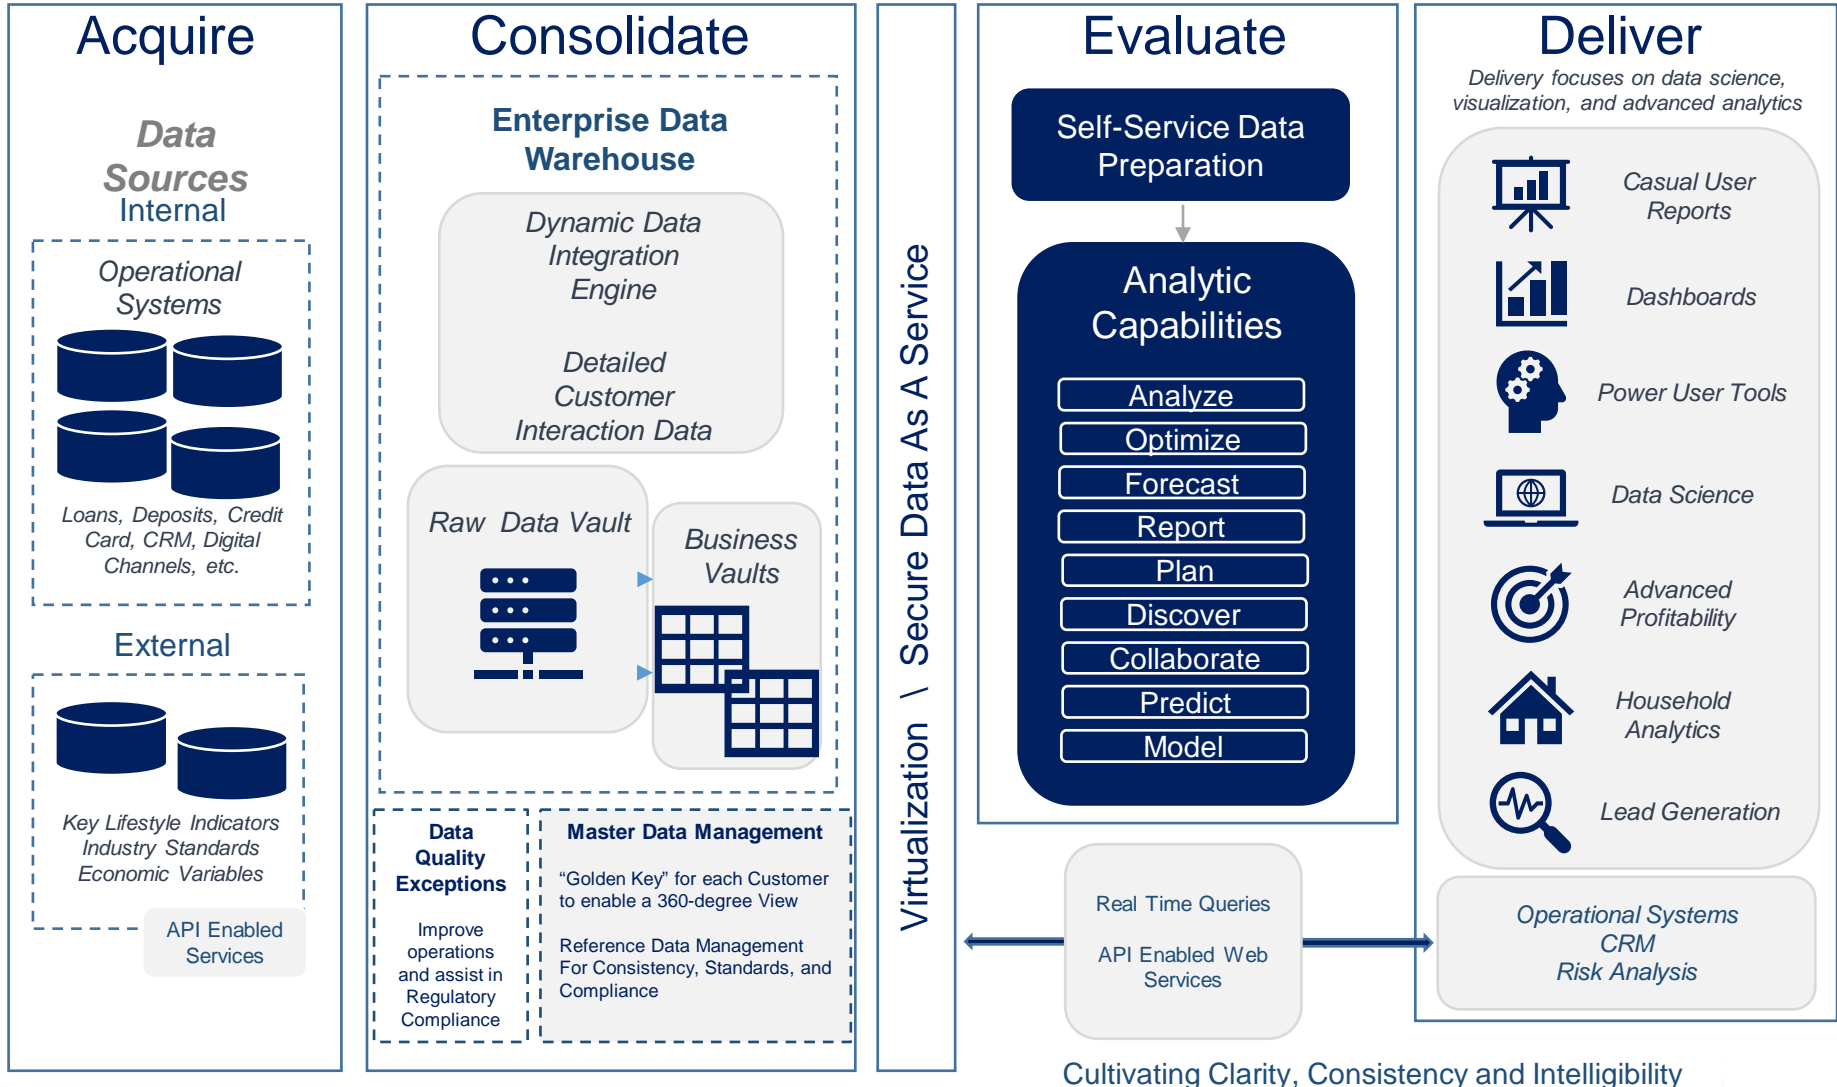 Acquire
Data
Sources
Internal
Operational
Systems
Loans, Deposits, Credit
Card, CRM, Digital
Channels, etc.
External
Key Lifestyle Indicators
Industry Standards
Economic Variables
API Enabled
Services
Consolidate
Enterprise Data
Warehouse
Dynamic Data
Integration
Engine
Detailed
Customer
Interaction Data
Raw Data Vault
Business
Vaults
Data
Quality
Exceptions
Improve
operations
and assist in
Regulatory
Compliance
Master Data Management
“Golden Key” for each Customer
to enable a 360-degree View
Reference Data Management
For Consistency, Standards, and
Compliance
Virtualization \ Secure Data As A Service
Evaluate
Self-Service Data
Preparation
Analytic
Capabilities
Analyze
Optimize
Forecast
Report
Plan
Discover
Collaborate
Predict
Model
Real Time Queries
API Enabled Web
Services
Deliver
Delivery focuses on data science,
visualization, and advanced analytics
Casual User
Reports
Dashboards
Power User Tools
Data Science
Advanced
Profitability
Household
Analytics
Lead Generation
Operational Systems
CRM
Risk Analysis
Cultivating Clarity, Consistency and Intelligibility